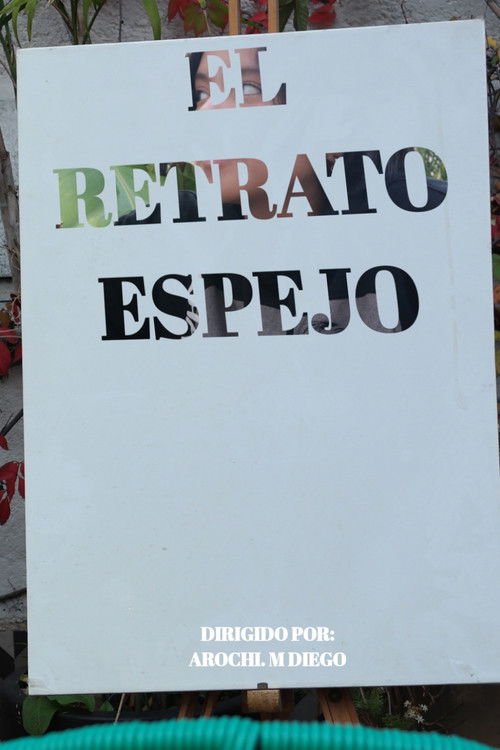 EL
RETRATO
ESPEJO
DIRIGIDO POR:
AROCHI. M DIEGO